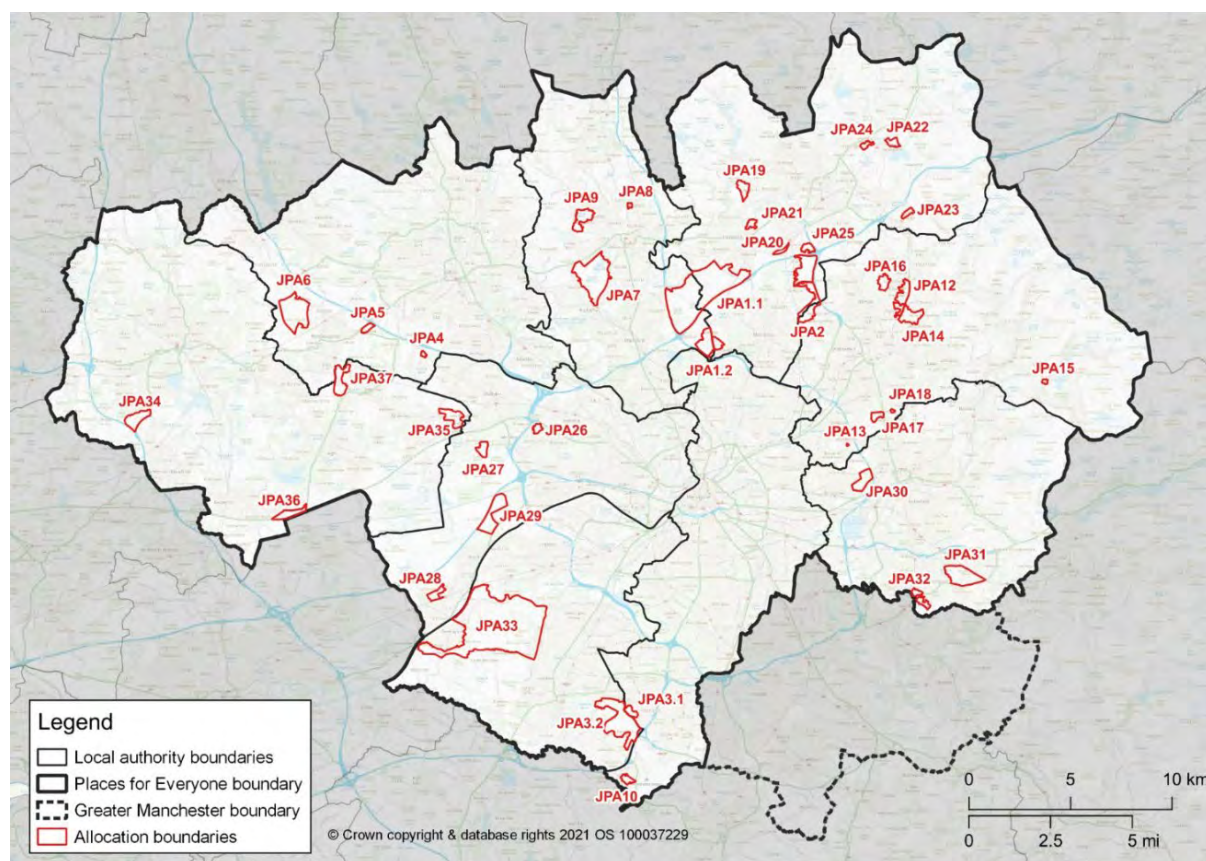 JPA24
JPA22
JPA19
JPA9
JPA8
JPA21
JPA23
JPA20
JPA25
JPA6
JPA7
JPA16
JPA12
JPA5
JPA1.1
JPA2
JPA14
JPA4
JPA1.2
JPA37
JPA15
JPA34
JPA35
JPA26
JPA18
JPA17
JPA13
JPA27
JPA30
JPA36
JPA29
JPA31
JPA28
JPA32
JPA33
JPA3.1
JPA3.2
JPA10
Legend
Local authority boundaries
Places for Everyone boundary
Greater Manchester boundary
Allocation boundaries
© Crown copyright & database rights 2021 OS 100037229
0 5 10 km
0 2.5 5 mi